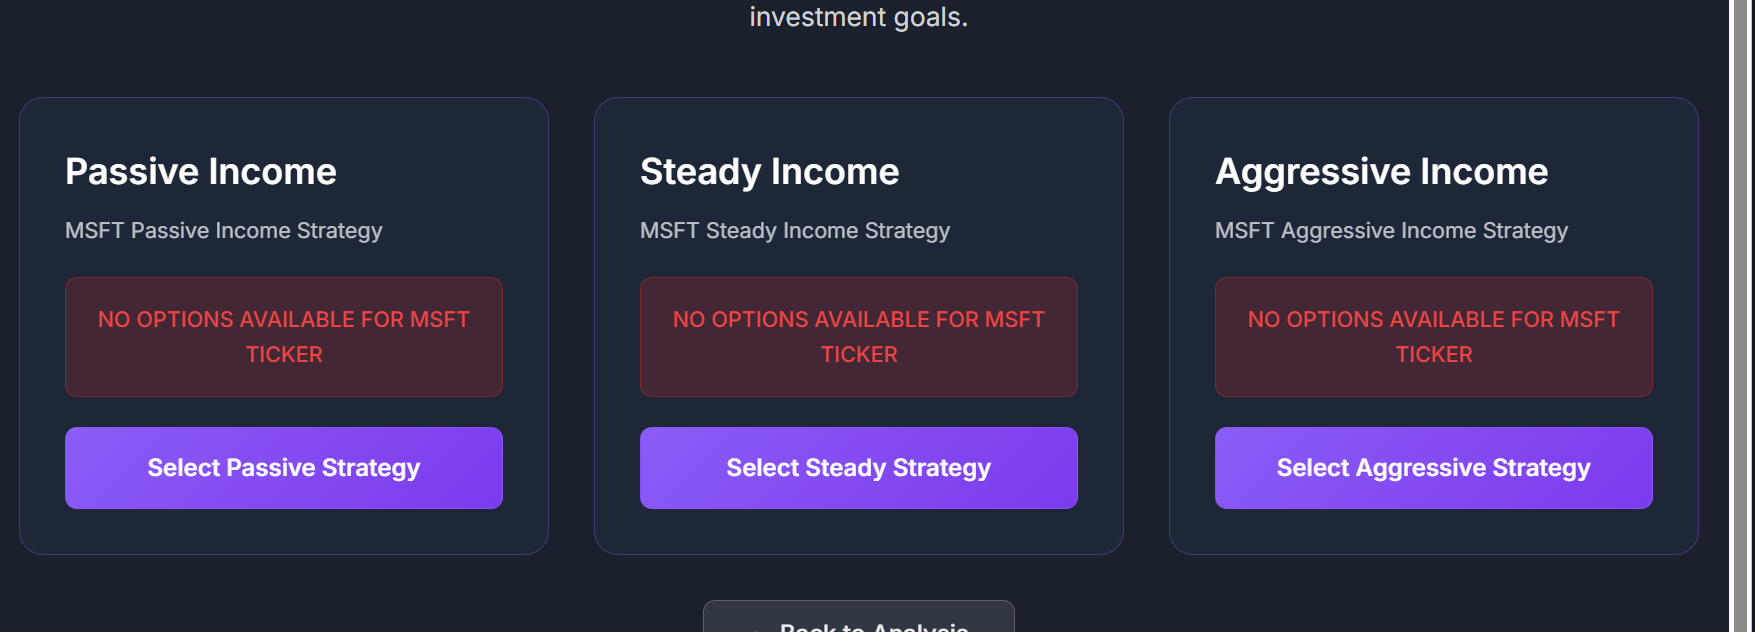 investment goals.
Passive Income
MSFT Passive Income Strategy
NO OPTIONS AVAILABLE FOR MSFT
TICKER
Select Passive Strategy
Steady Income
MSFT Steady Income Strategy
NO OPTIONS AVAILABLE FOR MSFT
TICKER
Select Steady Strategy
Aggressive Income
MSFT Aggressive Income Strategy
NO OPTIONS AVAILABLE FOR MSFT
TICKER
Select Aggressive Strategy
Back to Analysis